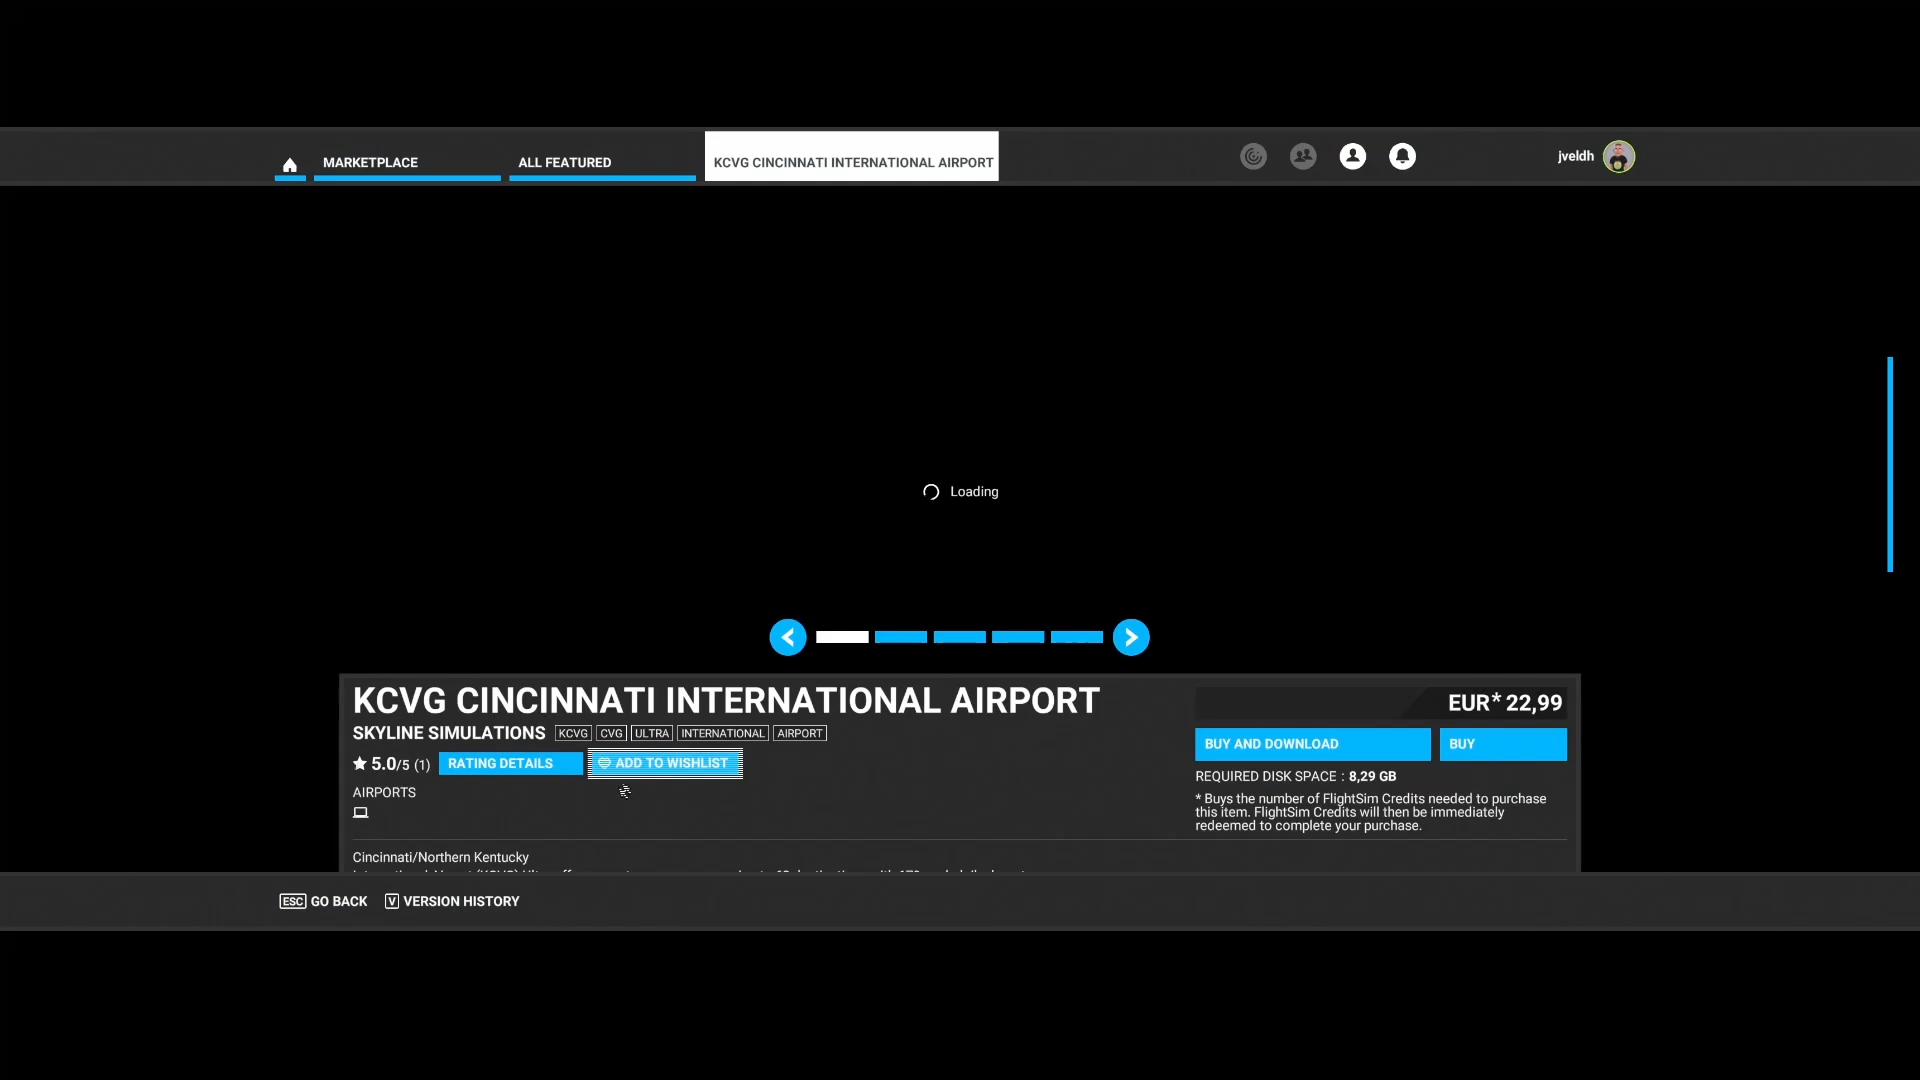 MARKETPLACE
ALL FEATURED
KCVG CINCINNATI INTERNATIONAL AIRPORT
jveldh
Loading
KCVG CINCINNATI INTERNATIONAL AIRPORT
EUR* 22,99
SKYLINE SIMULATIONS KCVG CVG ULTRA INTERNATIONAL AIRPORT
BUY AND DOWNLOAD BUY
5.0/5 (1) RATING DETAILS ADD TO WISHLIST
REQUIRED DISK SPACE : 8,29 GB
AIRPORTS
* Buys the number of FlightSim Credits needed to purchase
this item. FlightSim Credits will then be immediately
redeemed to complete your purchase.
Cincinnati/Northern Kentucky
ESC GO BACK V VERSION HISTORY